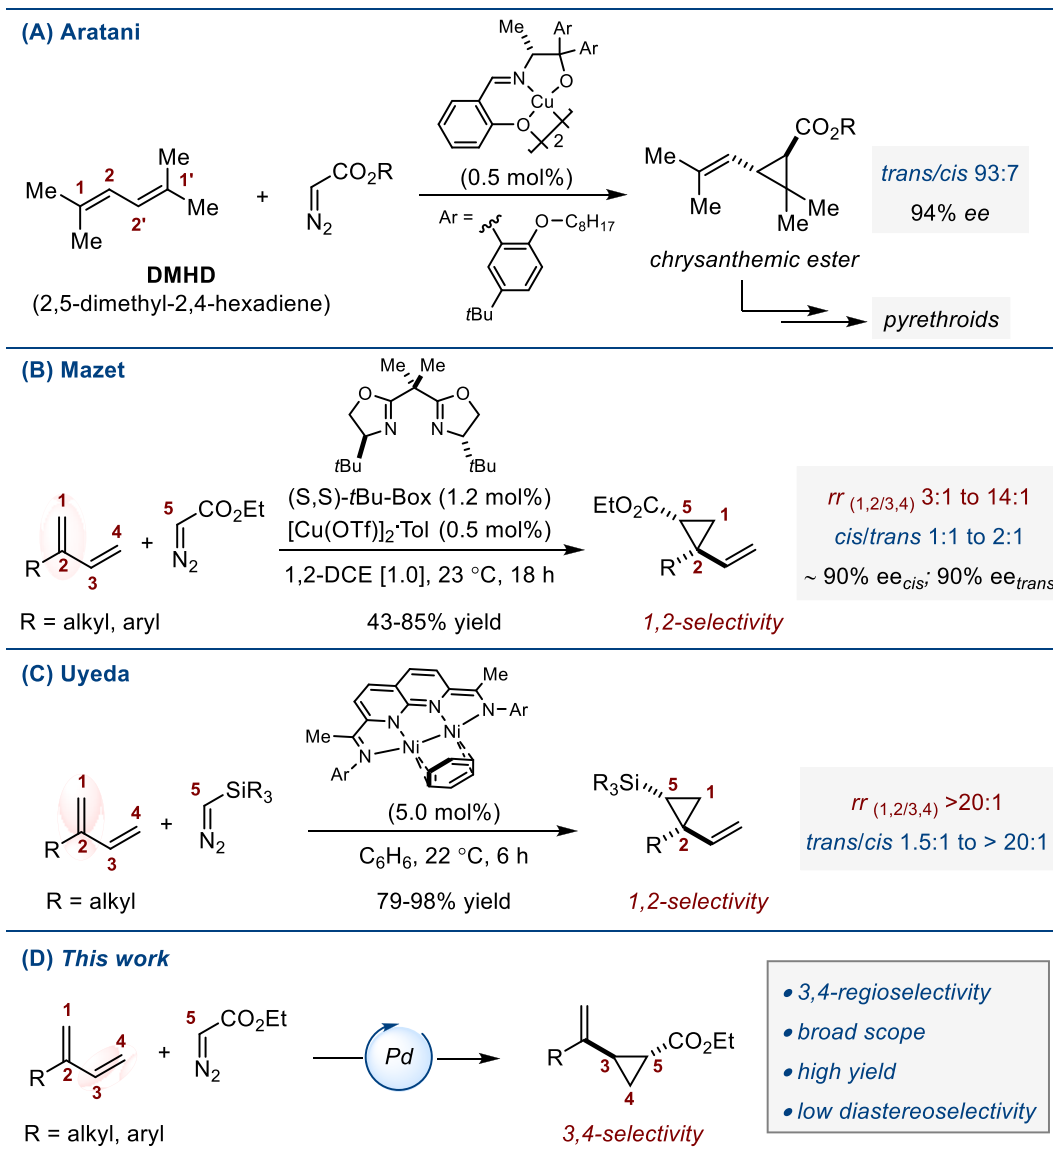 (A) Aratani
Me
Ar
Ar
N
O
Cu
O
2
Me
1
2
1'
Me
Me
Me
2'
+
CO2R
N2
(0.5 mol%)
Ar =
O
C8H17
tBu
CO2R
Me
Me
Me
Me
trans/cis 93:7
94% ee
DMHD
(2,5-dimethyl-2,4-hexadiene)
chrysanthemic ester
pyrethroids
(B) Mazet
Me
Me
O
O
N
N
tBu
tBu
1
4
R
2
3
+
5
CO2Et
N2
(S,S)-tBu-Box (1.2 mol%)
[Cu(OTf)]2·Tol (0.5 mol%)
1,2-DCE [1.0], 23 °C, 18 h
43-85% yield
EtO2C
5
1
R
2
rr (1,2/3,4) 3:1 to 14:1
cis/trans 1:1 to 2:1
~ 90% eecis; 90% eetrans
R = alkyl, aryl
1,2-selectivity
(C) Uyeda
Me
N
N
N
Ar
Me
N
Ni
Ni
Ar
1
4
R
2
3
+
5
SiR3
N2
(5.0 mol%)
C6H6, 22 °C, 6 h
79-98% yield
R3Si
5
1
R
2
rr (1,2/3,4) >20:1
trans/cis 1.5:1 to > 20:1
R = alkyl
1,2-selectivity
(D) This work
1
4
R
2
3
+
5
CO2Et
N2
Pd
R
3
5
4
CO2Et
• 3,4-regioselectivity
• broad scope
• high yield
• low diastereoselectivity
R = alkyl, aryl
3,4-selectivity